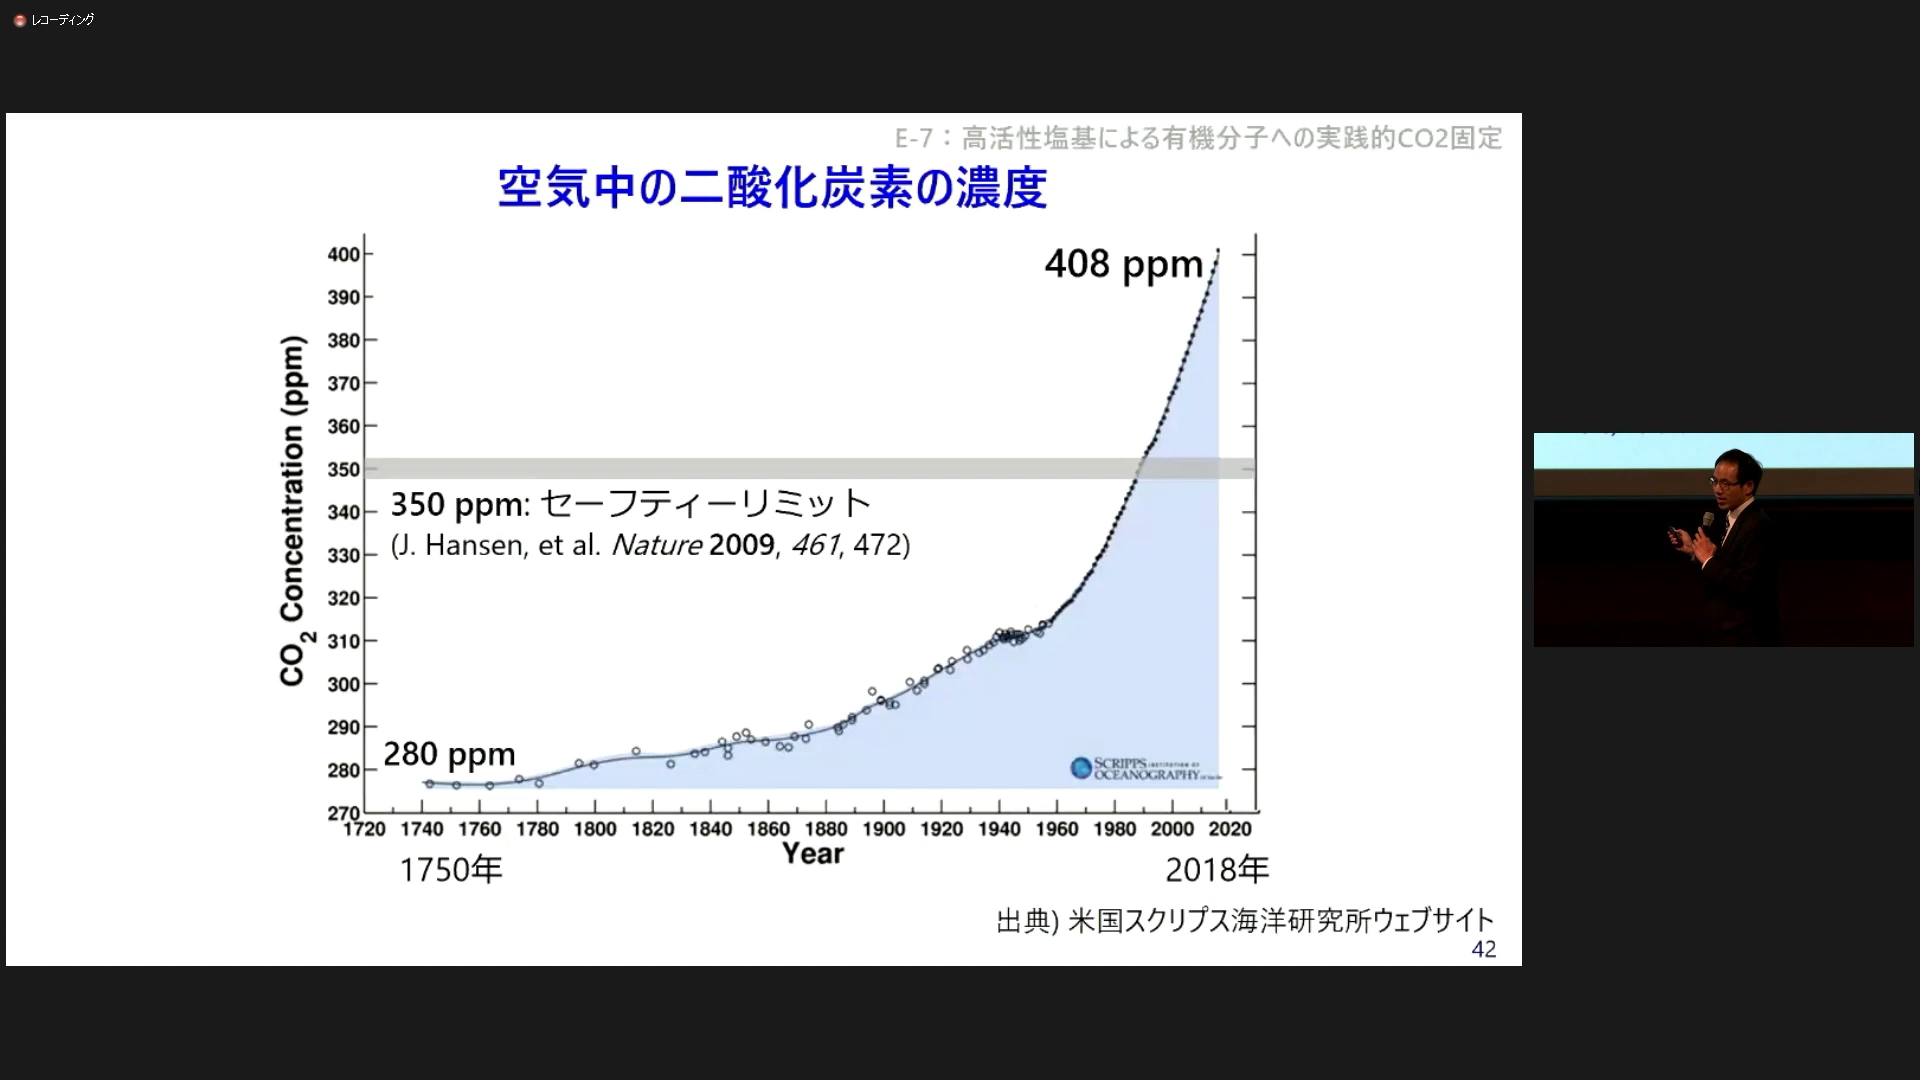 レコーディング
E-7：高活性塩基による有機分子への実践的CO2固定
空気中の二酸化炭素の濃度
408 ppm
400
390
380
370
360
350
340
330
320
310
300
290
280
270
CO2 Concentration (ppm)
350 ppm: セーフティーリミット
(J. Hansen, et al. Nature 2009, 461, 472)
280 ppm
SCRIPPS INSTITUTION OF
OCEANOGRAPHY
1720 1740 1760 1780 1800 1820 1840 1860 1880 1900 1920 1940 1960 1980 2000 2020
Year
1750年
2018年
出典) 米国スクリプス海洋研究所ウェブサイト
42